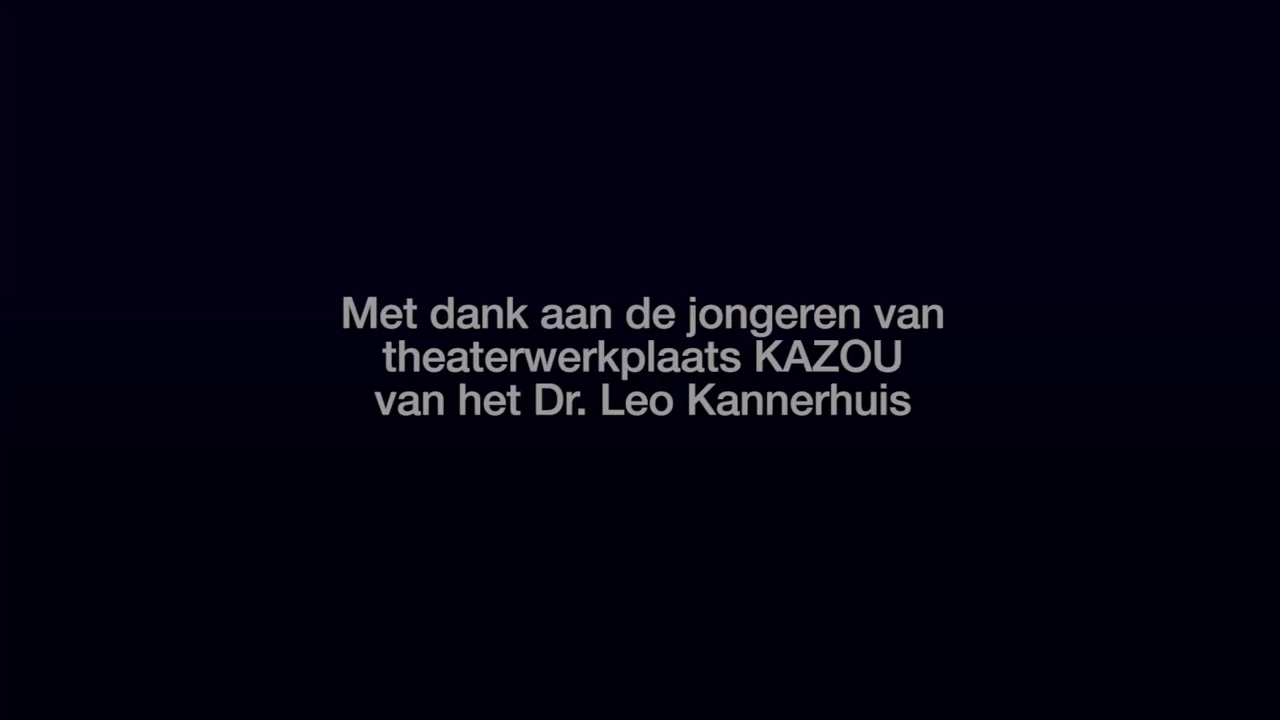 Met dank aan de jongeren van
theaterwerkplaats KAZOU
van het Dr. Leo Kannerhuis